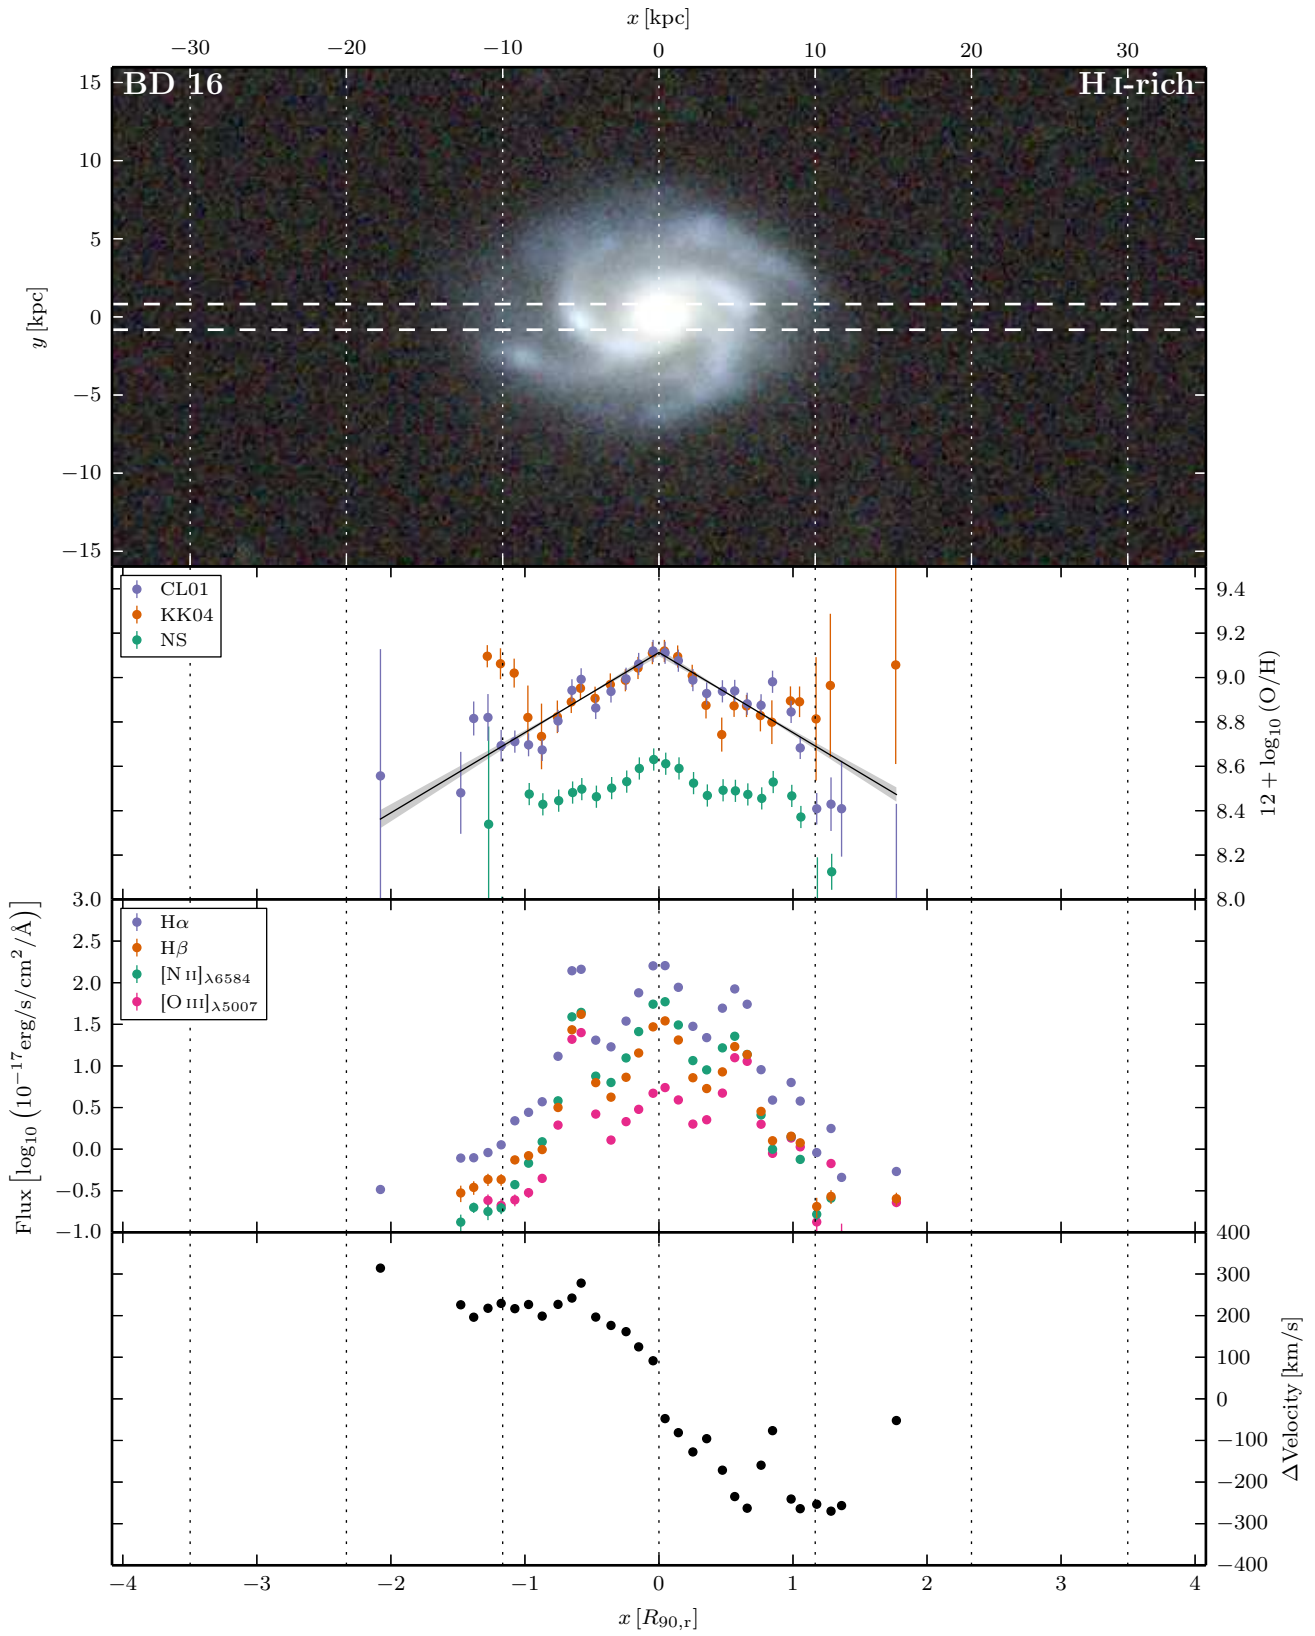 x [kpc]
−30 −20 −10 0 10 20 30
BD 16 H I-rich
15
10
5
0
−5
−10
−15
y [kpc]
CL01
KK04
NS
9.4
9.2
9.0
8.8
8.6
8.4
8.2
8.0
12 + log₁₀ (O/H)
Hα
Hβ
[N II]λ6584
[O III]λ5007
3.0
2.5
2.0
1.5
1.0
0.5
0.0
−0.5
−1.0
Flux [log₁₀ (10⁻¹⁷erg/s/cm²/Å)]
400
300
200
100
0
−100
−200
−300
−400
ΔVelocity [km/s]
−4 −3 −2 −1 0 1 2 3 4
x [R₉₀,ᵣ]